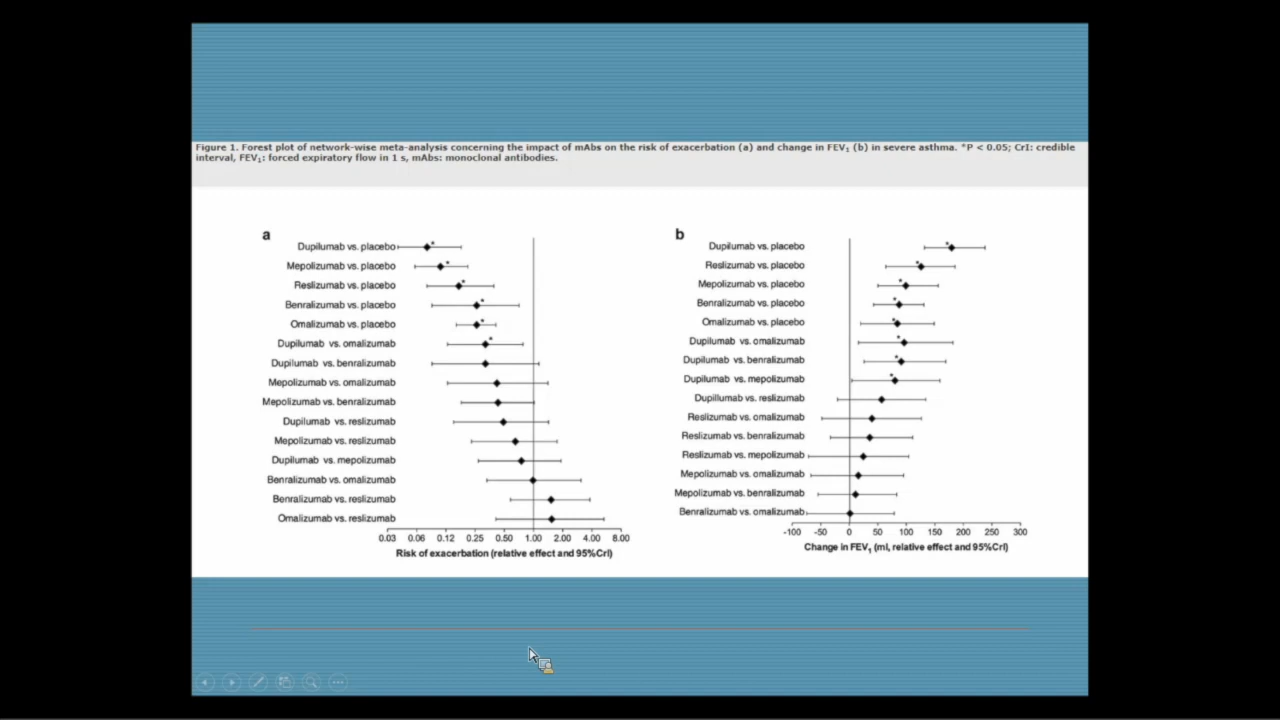 Figure 1. Forest plot of network-wise meta-analysis concerning the impact of mAbs on the risk of exacerbation (a) and change in FEV₁ (b) in severe asthma. *P < 0.05; CrI: credible
interval, FEV₁: forced expiratory flow in 1 s, mAbs: monoclonal antibodies.
a
Dupilumab vs. placebo
Mepolizumab vs. placebo
Reslizumab vs. placebo
Benralizumab vs. placebo
Omalizumab vs. placebo
Dupilumab vs. omalizumab
Dupilumab vs. benralizumab
Mepolizumab vs. omalizumab
Mepolizumab vs. benralizumab
Dupilumab vs. reslizumab
Mepolizumab vs. reslizumab
Dupilumab vs. mepolizumab
Benralizumab vs. omalizumab
Benralizumab vs. reslizumab
Omalizumab vs. reslizumab
0.03 0.06 0.12 0.25 0.50 1.00 2.00 4.00 8.00
Risk of exacerbation (relative effect and 95%CrI)
b
Dupilumab vs. placebo
Reslizumab vs. placebo
Mepolizumab vs. placebo
Benralizumab vs. placebo
Omalizumab vs. placebo
Dupilumab vs. omalizumab
Dupilumab vs. benralizumab
Dupilumab vs. mepolizumab
Dupillumab vs. reslizumab
Reslizumab vs. omalizumab
Reslizumab vs. benralizumab
Reslizumab vs. mepolizumab
Mepolizumab vs. omalizumab
Mepolizumab vs. benralizumab
Benralizumab vs. omalizumab
-100 -50 0 50 100 150 200 250 300
Change in FEV₁ (ml, relative effect and 95%CrI)